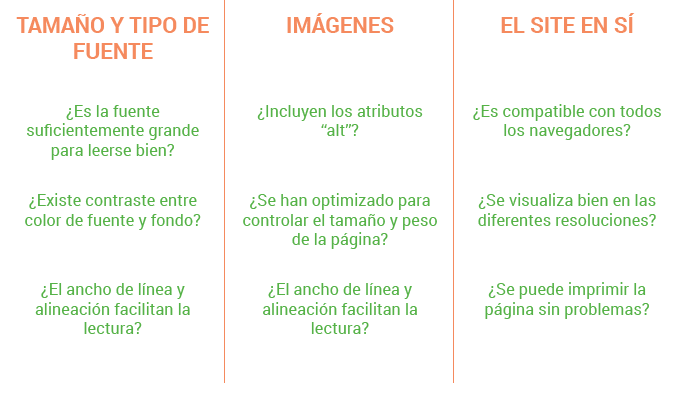 TAMAÑO Y TIPO DE
FUENTE
¿Es la fuente
suficientemente grande
para leerse bien?
¿Existe contraste entre
color de fuente y fondo?
¿El ancho de línea y
alineación facilitan la
lectura?
IMÁGENES
¿Incluyen los atributos
“alt”?
¿Se han optimizado para
controlar el tamaño y peso
de la página?
¿El ancho de línea y
alineación facilitan la
lectura?
EL SITE EN SÍ
¿Es compatible con todos
los navegadores?
¿Se visualiza bien en las
diferentes resoluciones?
¿Se puede imprimir la
página sin problemas?